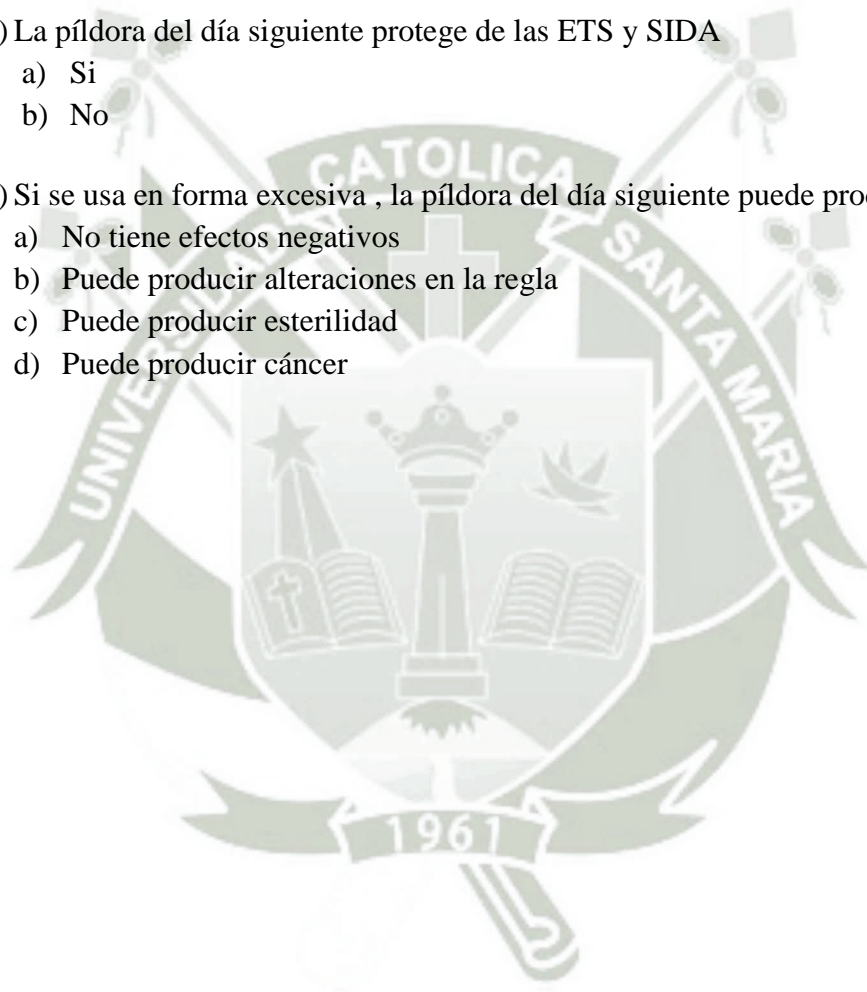 ) La píldora del día siguiente protege de las ETS y SIDA
a) Si
b) No
) Si se usa en forma excesiva , la píldora del día siguiente puede
a) No tiene efectos negativos
b) Puede producir alteraciones en la regla
c) Puede producir esterilidad
d) Puede producir cáncer
UNIVERSIDAD CATOLICA SANTA MARIA
1961